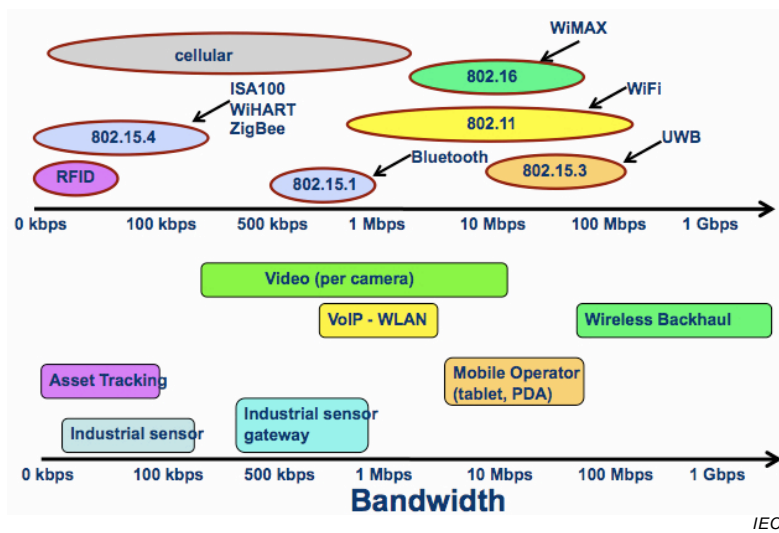 WiMAX
cellular
802.16
ISA100
WiHART
ZigBee
WiFi
802.15.4
802.11
UWB
Bluetooth
RFID
802.15.1
802.15.3
0 kbps 100 kbps 500 kbps 1 Mbps 10 Mbps 100 Mbps 1 Gbps
Video (per camera)
VoIP - WLAN
Wireless Backhaul
Asset Tracking
Mobile Operator
(tablet, PDA)
Industrial sensor
Industrial sensor
gateway
0 kbps 100 kbps 500 kbps 1 Mbps 10 Mbps 100 Mbps 1 Gbps
Bandwidth
IEC